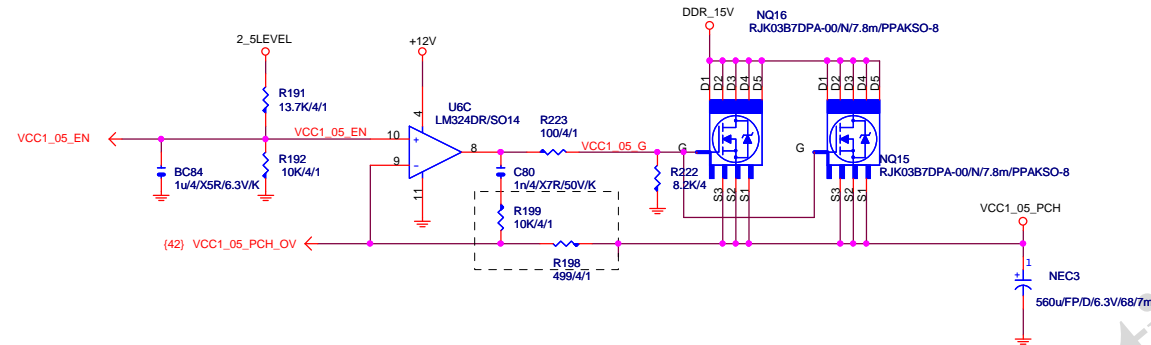 DDR_15V
NQ16
RJK03B7DPA-00/N/7.8m/PPAKSO-8
2_5LEVEL
+12V
D1
D2
D3
D4
D5
D1
D2
D3
D4
D5
R191
13.7K/4/1
U6C
LM324DR/SO14
4
VCC1_05_EN
VCC1_05_EN
10
+
9
-
8
11
R223
100/4/1
VCC1_05_G
G
G
NQ15
RJK03B7DPA-00/N/7.8m/PPAKSO-8
BC84
1u/4/X5R/6.3V/K
R192
10K/4/1
C80
1n/4/X7R/50V/K
R222
8.2K/4
S3
S2
S1
S3
S2
S1
R199
10K/4/1
VCC1_05_PCH
{42} VCC1_05_PCH_OV
R198
499/4/1
1
+
NEC3
560u/FP/D/6.3V/68/7m